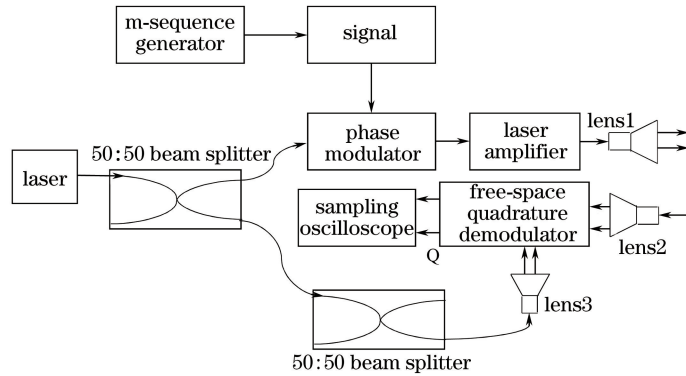 m-sequence
generator
signal
phase
modulator
laser
amplifier
lens1
50:50 beam splitter
laser
sampling
oscilloscope
free-space
quadrature
demodulator
Q
lens2
lens3
50:50 beam splitter